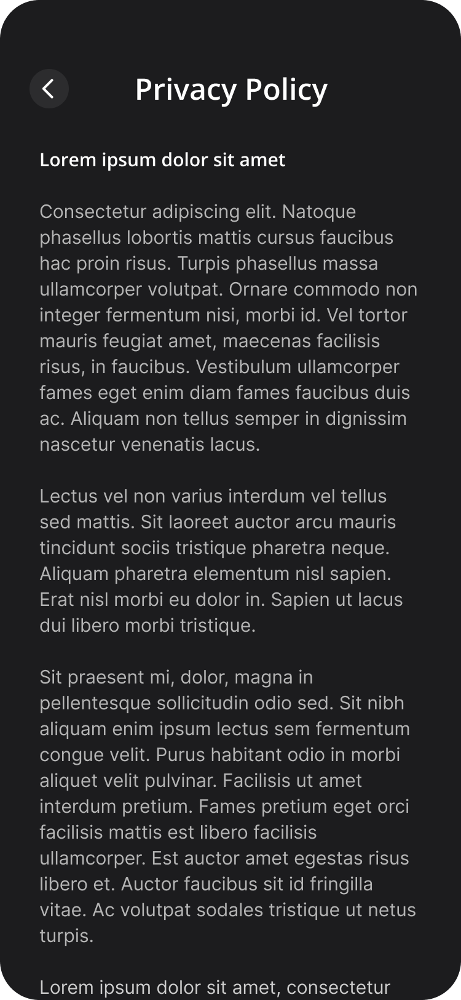 Privacy Policy
Lorem ipsum dolor sit amet
Consectetur adipiscing elit. Natoque
phasellus lobortis mattis cursus faucibus
hac proin risus. Turpis phasellus massa
ullamcorper volutpat. Ornare commodo non
integer fermentum nisi, morbi id. Vel tortor
mauris feugiat amet, maecenas facilisis
risus, in faucibus. Vestibulum ullamcorper
fames eget enim diam fames faucibus duis
ac. Aliquam non tellus semper in dignissim
nascetur venenatis lacus.
Lectus vel non varius interdum vel tellus
sed mattis. Sit laoreet auctor arcu mauris
tincidunt sociis tristique pharetra neque.
Aliquam pharetra elementum nisl sapien.
Erat nisl morbi eu dolor in. Sapien ut lacus
dui libero morbi tristique.
Sit praesent mi, dolor, magna in
pellentesque sollicitudin odio sed. Sit nibh
aliquam enim ipsum lectus sem fermentum
congue velit. Purus habitant odio in morbi
aliquet velit pulvinar. Facilisis ut amet
interdum pretium. Fames pretium eget orci
facilisis mattis est libero facilisis
ullamcorper. Est auctor amet egestas risus
libero et. Auctor faucibus sit id fringilla
vitae. Ac volutpat sodales tristique ut netus
turpis.
Lorem ipsum dolor sit amet, consectetur